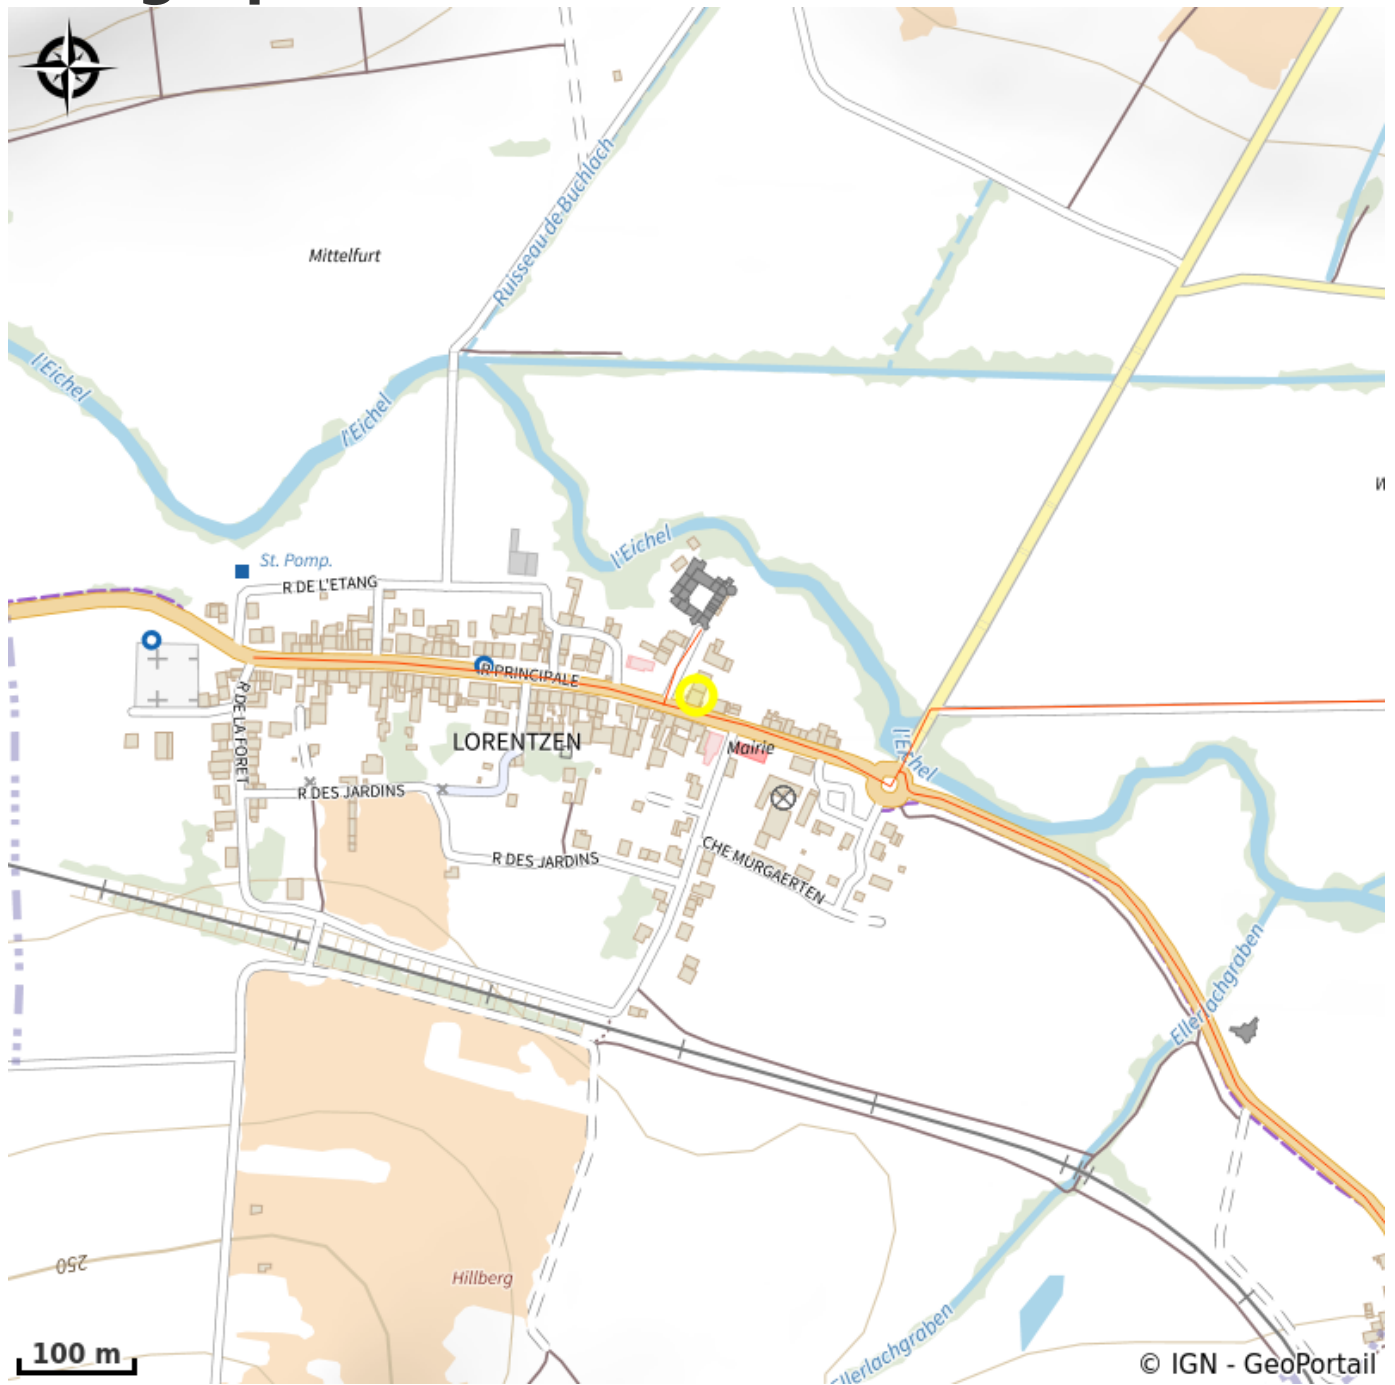 Mittelfurt
Ruisseau de Buchlach
l'Eichel
l'Eichel
l'Eichel
St. Pomp.
R DE L'ETANG
R PRINCIPALE
R DE LA FORET
LORENTZEN
Mairie
l'Eichel
R DES JARDINS
R DES JARDINS
CHE MURGAERTEN
Ellerlachgraben
250
Hillberg
Ellerlachgraben
100 m
© IGN - GeoPortail